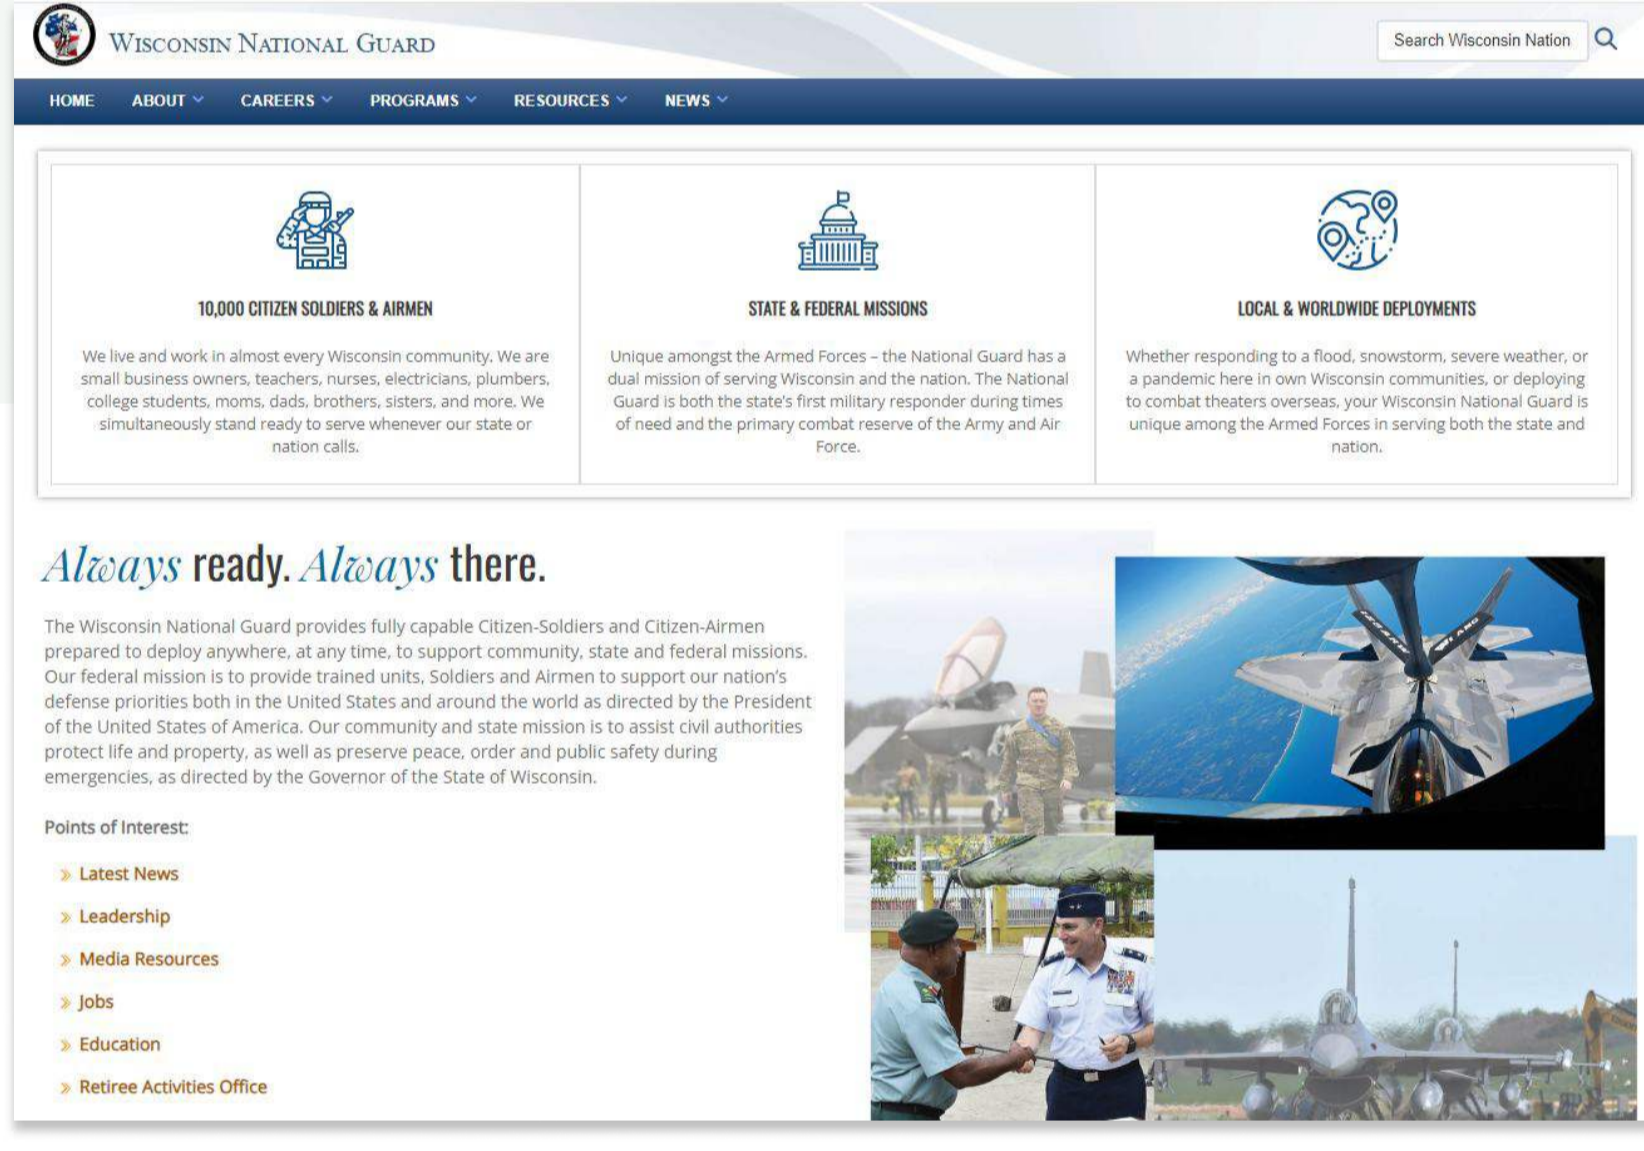 WISCONSIN NATIONAL GUARD
Search Wisconsin Nation
HOME ABOUT CAREERS PROGRAMS RESOURCES NEWS
10,000 CITIZEN SOLDIERS & AIRMEN
We live and work in almost every Wisconsin community. We are
small business owners, teachers, nurses, electricians, plumbers,
college students, moms, dads, brothers, sisters, and more. We
simultaneously stand ready to serve whenever our state or
nation calls.
STATE & FEDERAL MISSIONS
Unique amongst the Armed Forces – the National Guard has a
dual mission of serving Wisconsin and the nation. The National
Guard is both the state's first military responder during times
of need and the primary combat reserve of the Army and Air
Force.
LOCAL & WORLDWIDE DEPLOYMENTS
Whether responding to a flood, snowstorm, severe weather, or
a pandemic here in own Wisconsin communities, or deploying
to combat theaters overseas, your Wisconsin National Guard is
unique among the Armed Forces in serving both the state and
nation.
Always ready. Always there.
The Wisconsin National Guard provides fully capable Citizen-Soldiers and Citizen-Airmen
prepared to deploy anywhere, at any time, to support community, state and federal missions.
Our federal mission is to provide trained units, Soldiers and Airmen to support our nation's
defense priorities both in the United States and around the world as directed by the President
of the United States of America. Our community and state mission is to assist civil authorities
protect life and property, as well as preserve peace, order and public safety during
emergencies, as directed by the Governor of the State of Wisconsin.
Points of Interest:
» Latest News
» Leadership
» Media Resources
» Jobs
» Education
» Retiree Activities Office